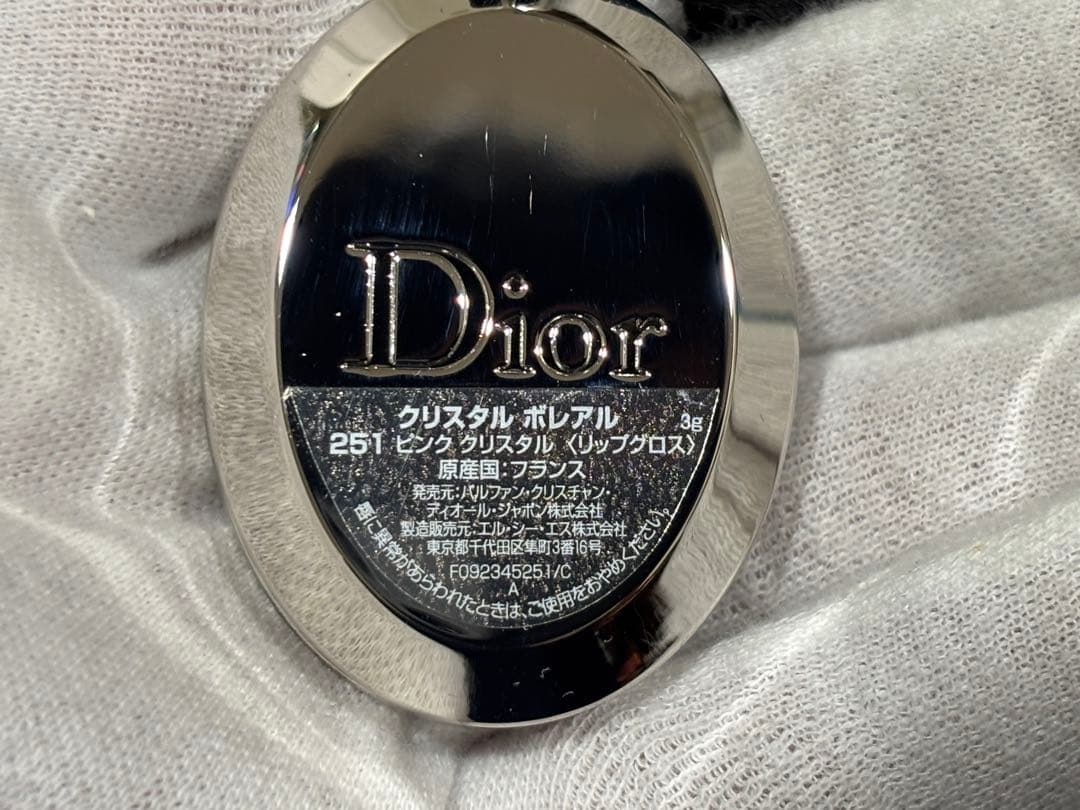 Dior
クリスタル ボレアル 3g
251 ピンク クリスタル〈リップグロス〉
原産国:フランス
発売元:パルファン・クリスチャン・
ディオール・ジャポン株式会社
製造販売元:エル・シー・エス株式会社
東京都千代田区隼町3番16号
F092345251/C
A
唇に異常があらわれたときは、ご使用をおやめください。